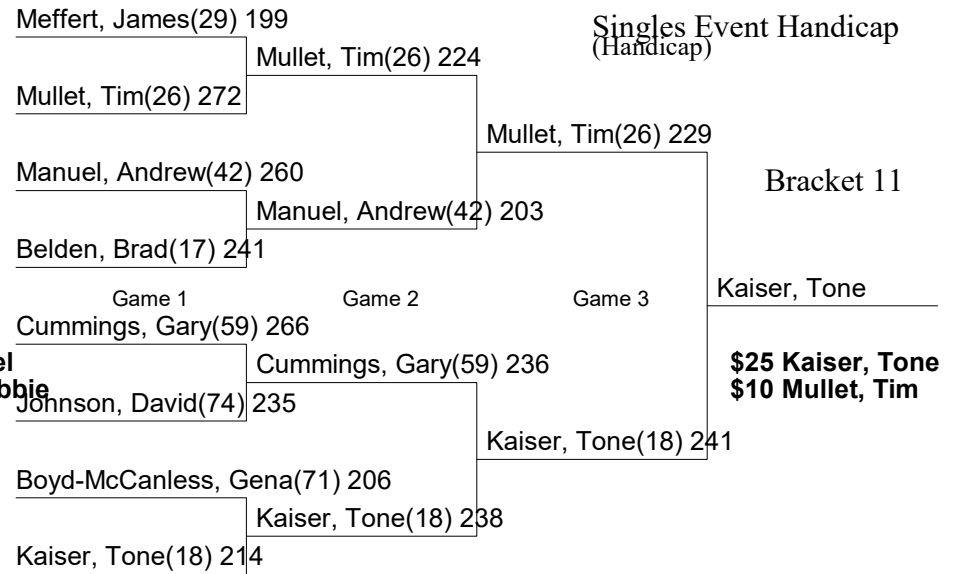 Meffert, James(29) 199
Singles Event Handicap
(Handicap)
Mullet, Tim(26) 224
Mullet, Tim(26) 272
Mullet, Tim(26) 229
Manuel, Andrew(42) 260
Bracket 11
Manuel, Andrew(42) 203
Belden, Brad(17) 241
Game 1
Game 2
Game 3
Kaiser, Tone
Cummings, Gary(59) 266
Cummings, Gary(59) 236
$25 Kaiser, Tone
$10 Mullet, Tim
Johnson, David(74) 235
Kaiser, Tone(18) 241
Boyd-McCanless, Gena(71) 206
Kaiser, Tone(18) 238
Kaiser, Tone(18) 214